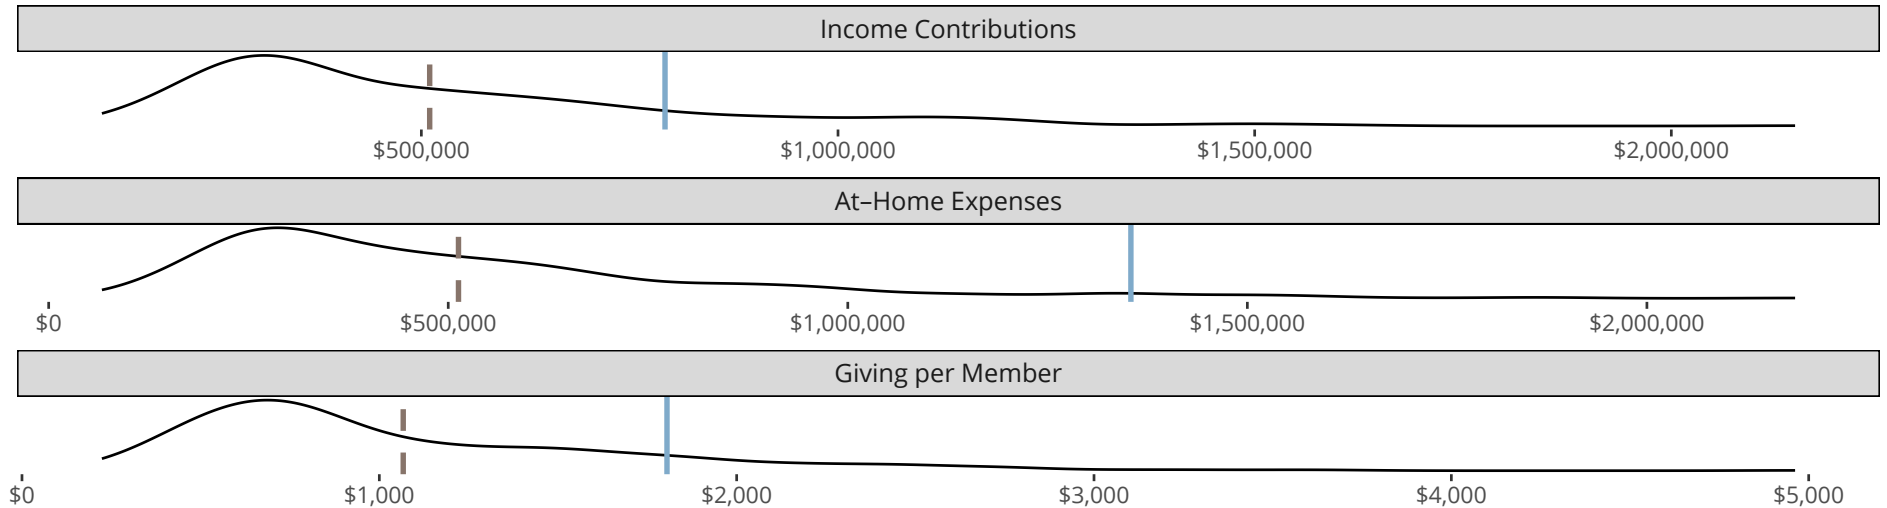 Income Contributions
$500,000 $1,000,000 $1,500,000 $2,000,000
At–Home Expenses
$0 $500,000 $1,000,000 $1,500,000 $2,000,000
Giving per Member
$0 $1,000 $2,000 $3,000 $4,000 $5,000